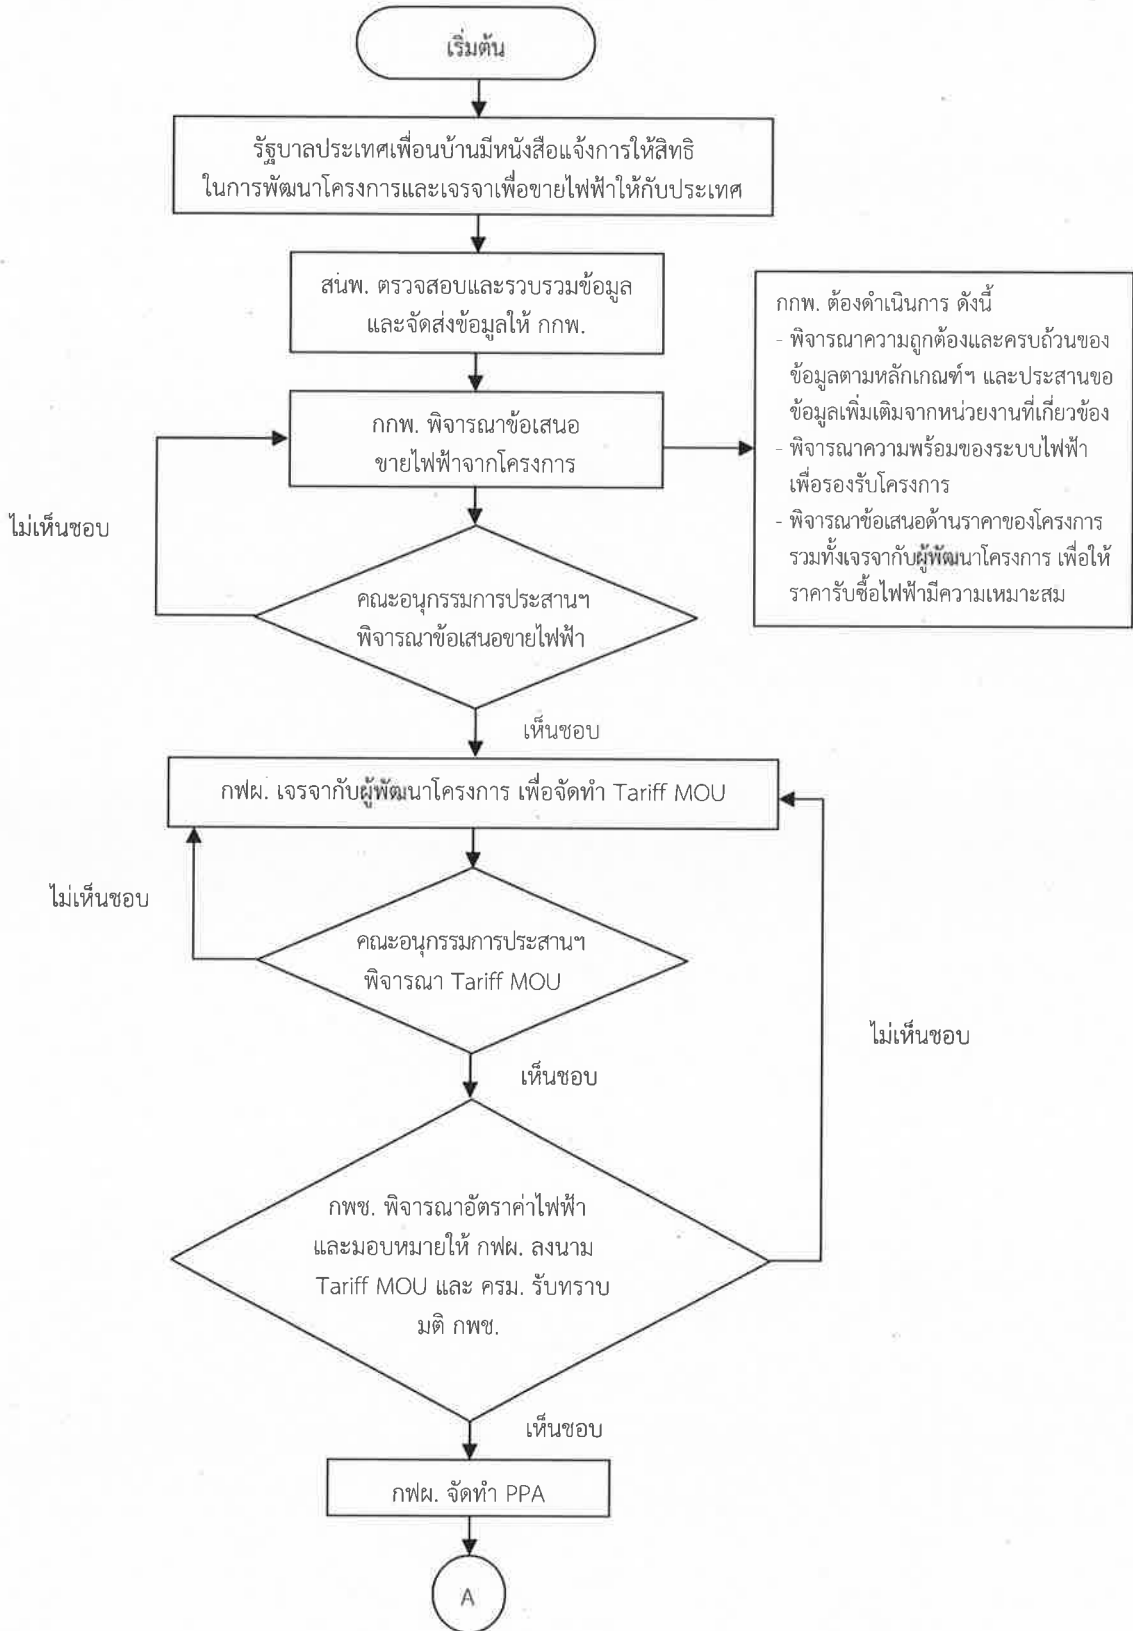 เริ่มต้น
รัฐบาลประเทศเพื่อนบ้านมีหนังสือแจ้งการให้สิทธิ
ในการพัฒนาโครงการและเจรจาเพื่อขายไฟฟ้าให้กับประเทศ
สนพ. ตรวจสอบและรวบรวมข้อมูล
และจัดส่งข้อมูลให้ กกพ.
กกพ. พิจารณาข้อเสนอ
ขายไฟฟ้าจากโครงการ
กกพ. ต้องดำเนินการ ดังนี้
- พิจารณาความถูกต้องและครบถ้วนของ
ข้อมูลตามหลักเกณฑ์ฯ และประสานขอ
ข้อมูลเพิ่มเติมจากหน่วยงานที่เกี่ยวข้อง
- พิจารณาความพร้อมของระบบไฟฟ้า
เพื่อรองรับโครงการ
- พิจารณาข้อเสนอด้านราคาของโครงการ
รวมทั้งเจรจากับผู้พัฒนาโครงการ เพื่อให้
ราคารับซื้อไฟฟ้ามีความเหมาะสม
ไม่เห็นชอบ
คณะอนุกรรมการประสานฯ
พิจารณาข้อเสนอขายไฟฟ้า
เห็นชอบ
กฟผ. เจรจากับผู้พัฒนาโครงการ เพื่อจัดทำ Tariff MOU
ไม่เห็นชอบ
คณะอนุกรรมการประสานฯ
พิจารณา Tariff MOU
ไม่เห็นชอบ
เห็นชอบ
กพช. พิจารณาอัตราค่าไฟฟ้า
และมอบหมายให้ กฟผ. ลงนาม
Tariff MOU และ ครม. รับทราบ
มติ กพช.
เห็นชอบ
กฟผ. จัดทำ PPA
A